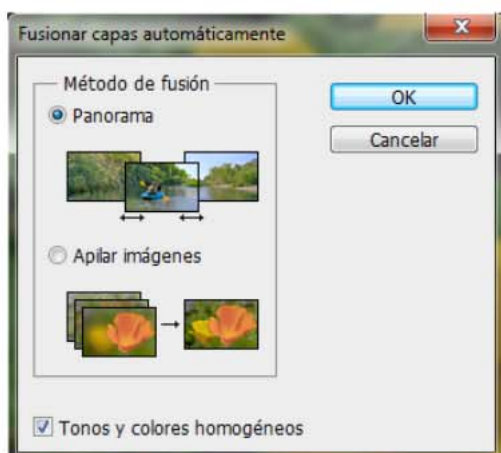 Fusionar capas automáticamente
Método de fusión
Panorama
OK
Cancelar
Apilar imágenes
Tonos y colores homogéneos